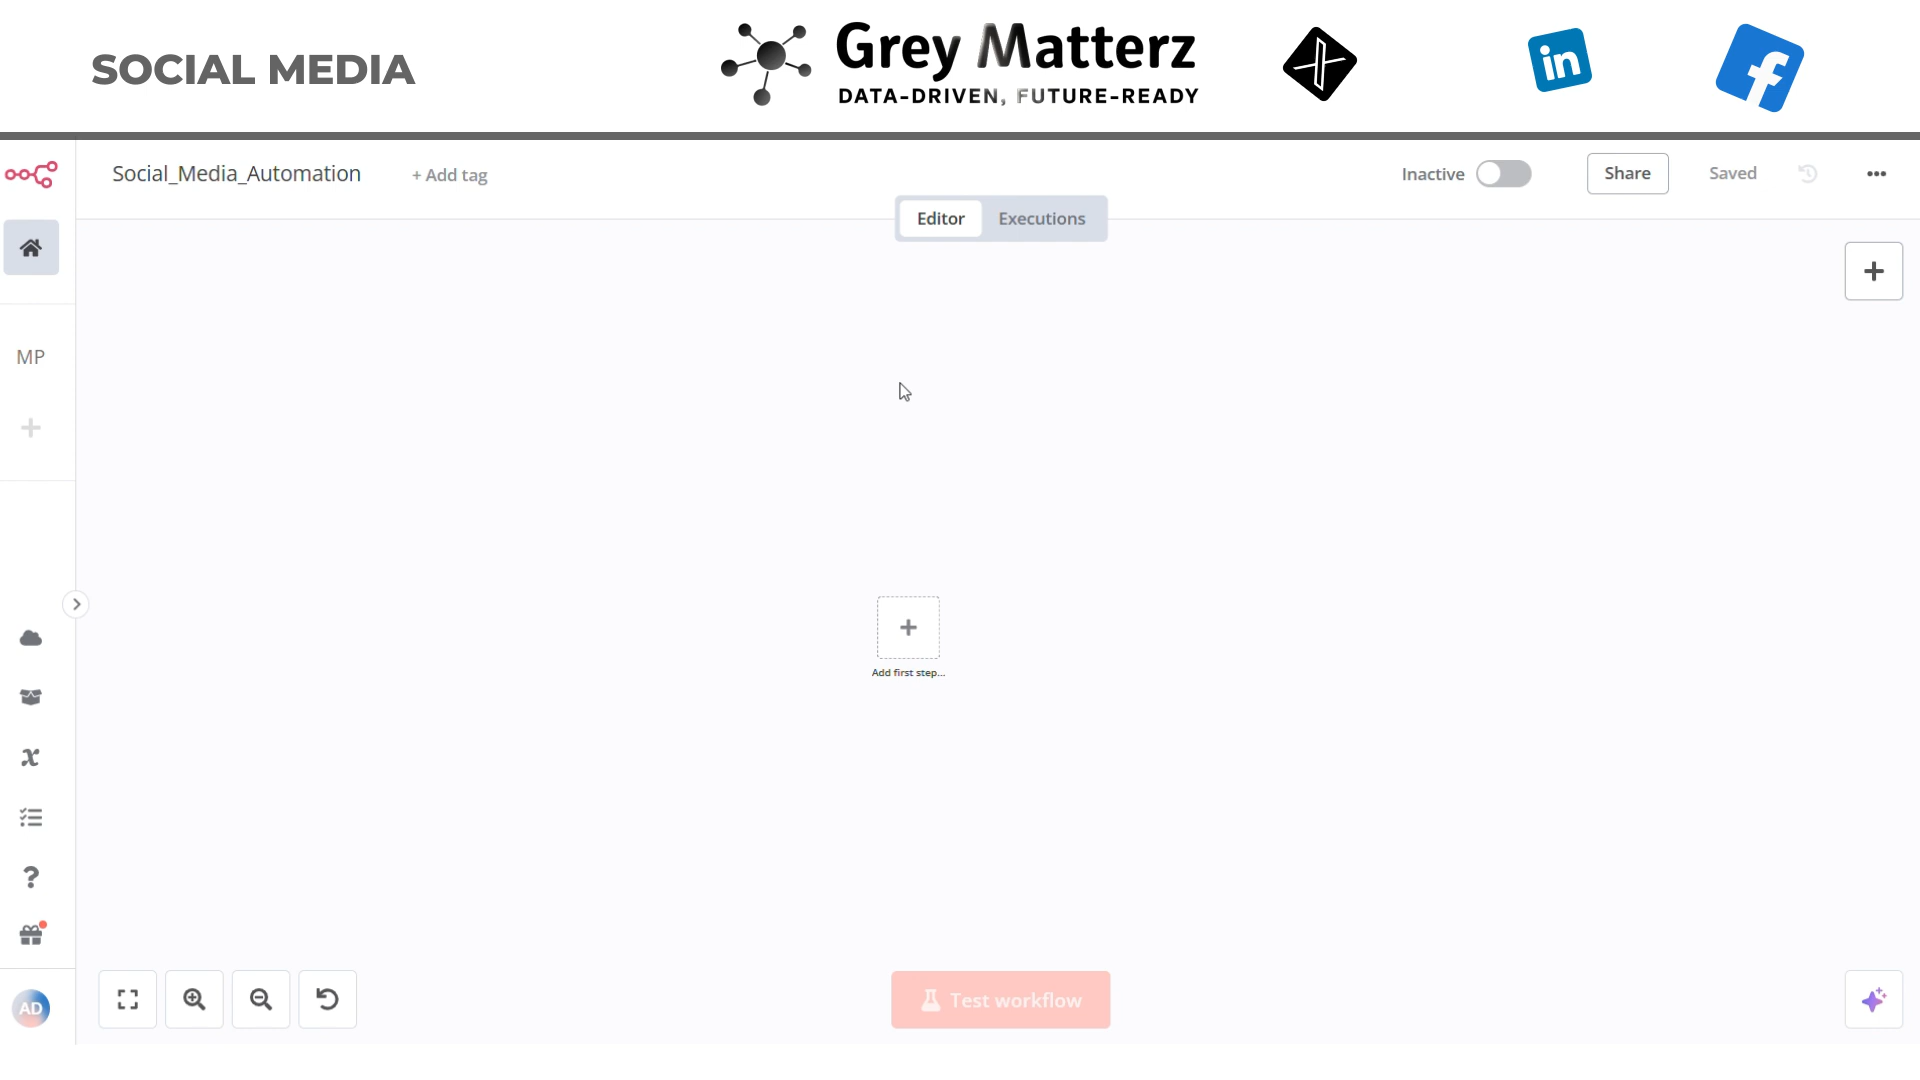 SOCIAL MEDIA
Grey Matterz
DATA-DRIVEN, FUTURE-READY
in
f
Social_Media_Automation
+ Add tag
Inactive
Share
Saved
Editor
Executions
MP
Add first step...
Test workflow
AD